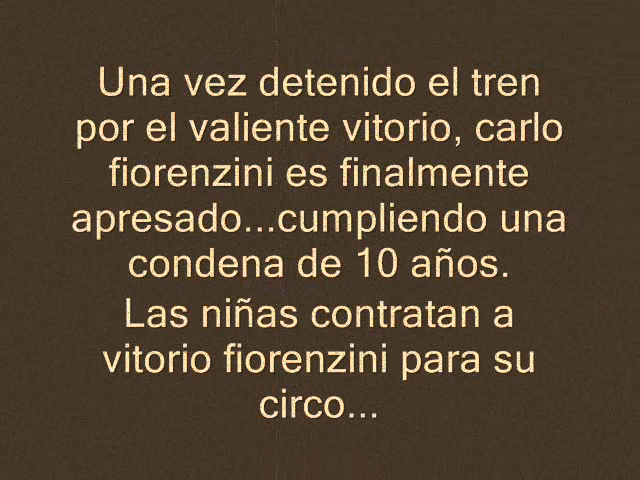 Una vez detenido el tren
por el valiente vitorio, carlo
fiorenzini es finalmente
apresado...cumpliendo una
condena de 10 años.
Las niñas contratan a
vitorio fiorenzini para su
circo...